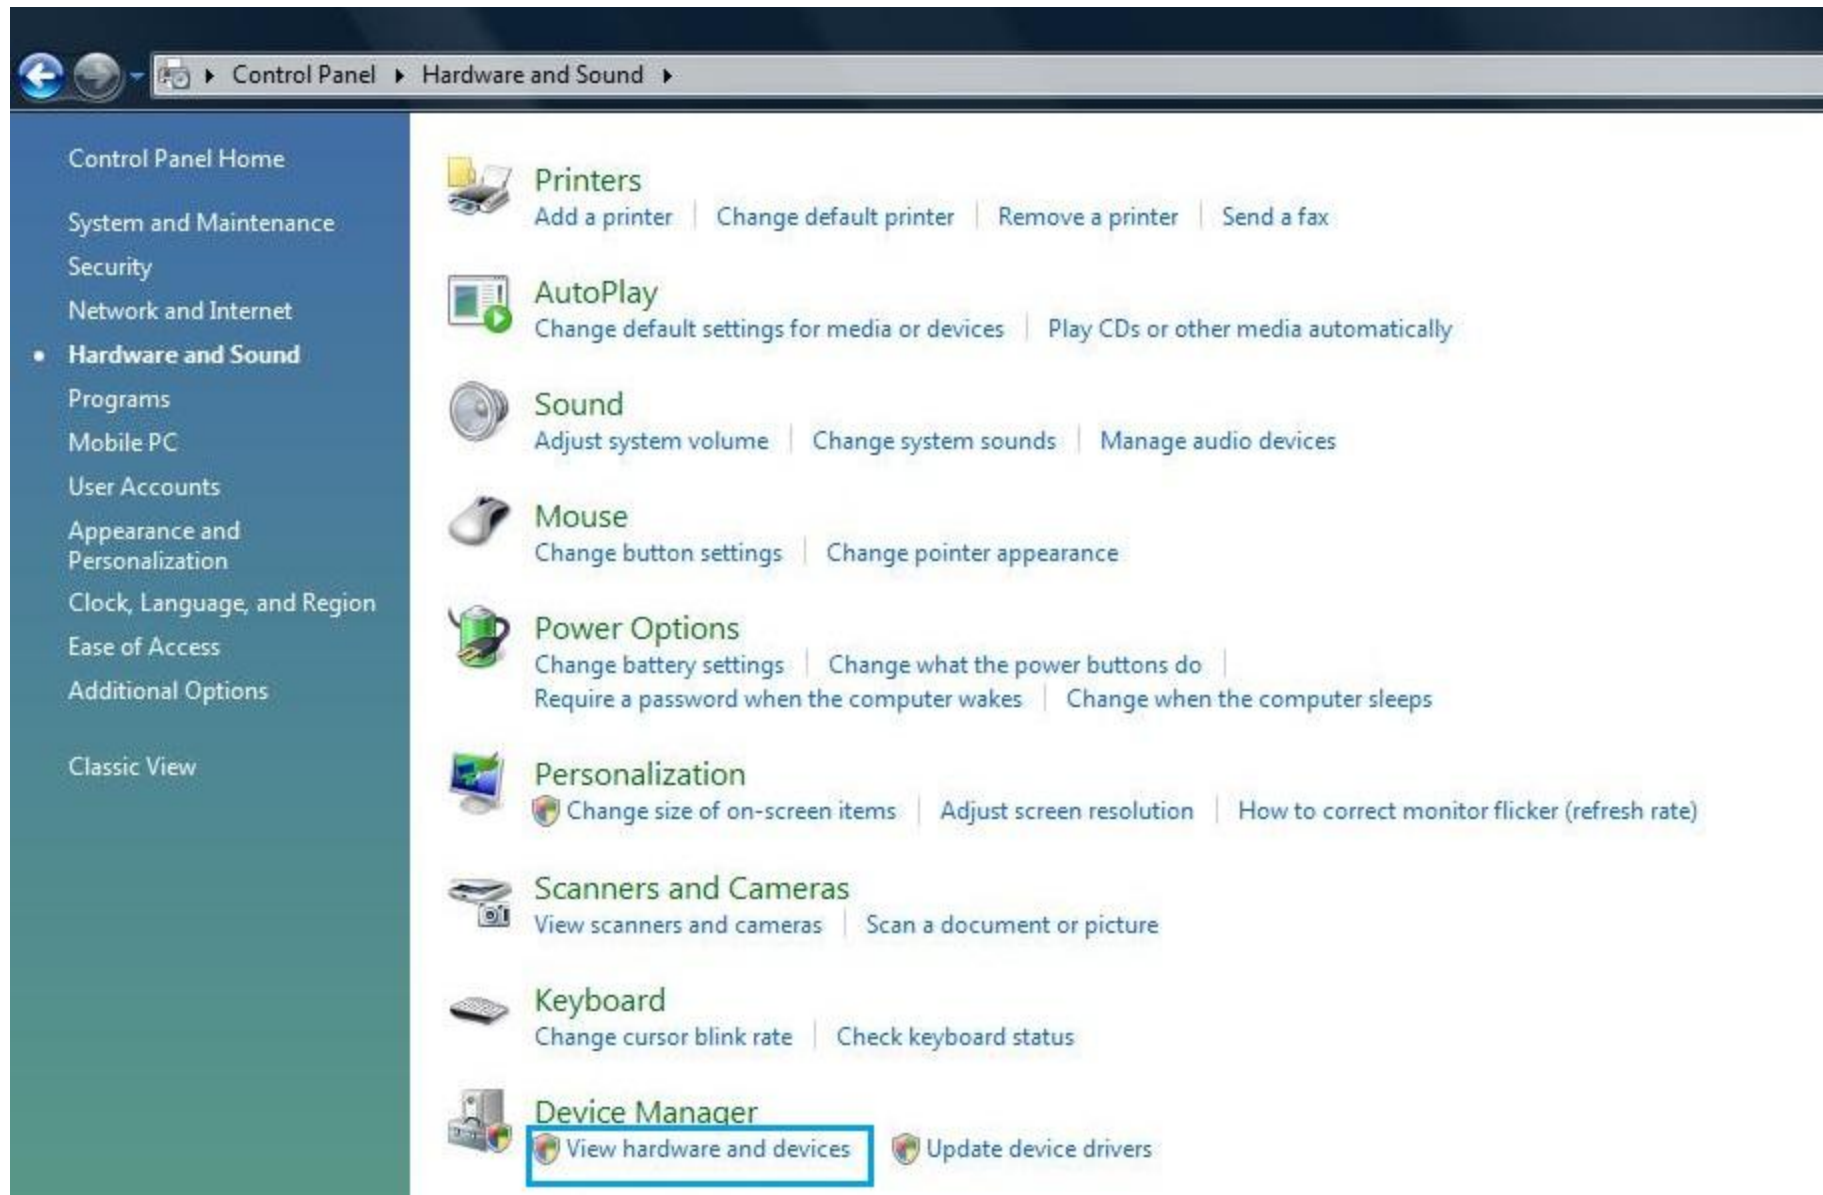 Control Panel Hardware and Sound
Control Panel Home
System and Maintenance
Security
Network and Internet
Hardware and Sound
Programs
Mobile PC
User Accounts
Appearance and
Personalization
Clock, Language, and Region
Ease of Access
Additional Options
Classic View
Printers
Add a printer Change default printer Remove a printer Send a fax
AutoPlay
Change default settings for media or devices Play CDs or other media automatically
Sound
Adjust system volume Change system sounds Manage audio devices
Mouse
Change button settings Change pointer appearance
Power Options
Change battery settings Change what the power buttons do
Require a password when the computer wakes Change when the computer sleeps
Personalization
Change size of on-screen items Adjust screen resolution How to correct monitor flicker (refresh rate)
Scanners and Cameras
View scanners and cameras Scan a document or picture
Keyboard
Change cursor blink rate Check keyboard status
Device Manager
View hardware and devices Update device drivers